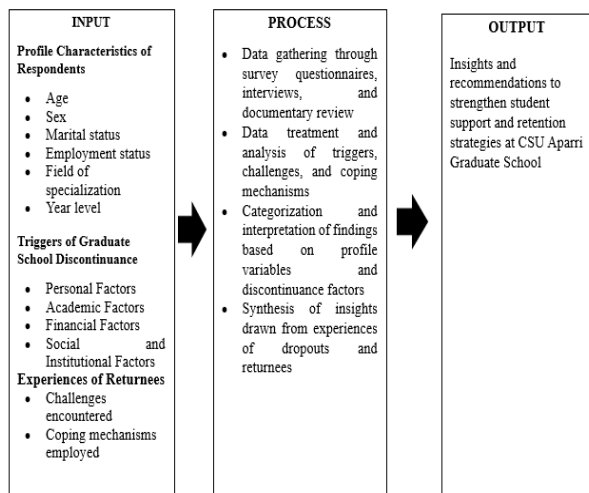 INPUT
Profile Characteristics of
Respondents
• Age
• Sex
• Marital status
• Employment status
• Field of
specialization
• Year level
Triggers of Graduate
School Discontinuance
• Personal Factors
• Academic Factors
• Financial Factors
• Social and
Institutional Factors
Experiences of Returnees
• Challenges
encountered
• Coping mechanisms
employed
PROCESS
• Data gathering through
survey questionnaires,
interviews, and
documentary review
• Data treatment and
analysis of triggers,
challenges, and coping
mechanisms
• Categorization and
interpretation of findings
based on profile
variables and
discontinuance factors
• Synthesis of insights
drawn from experiences
of dropouts and
returnees
OUTPUT
Insights and
recommendations to
strengthen student
support and retention
strategies at CSU Aparri
Graduate School